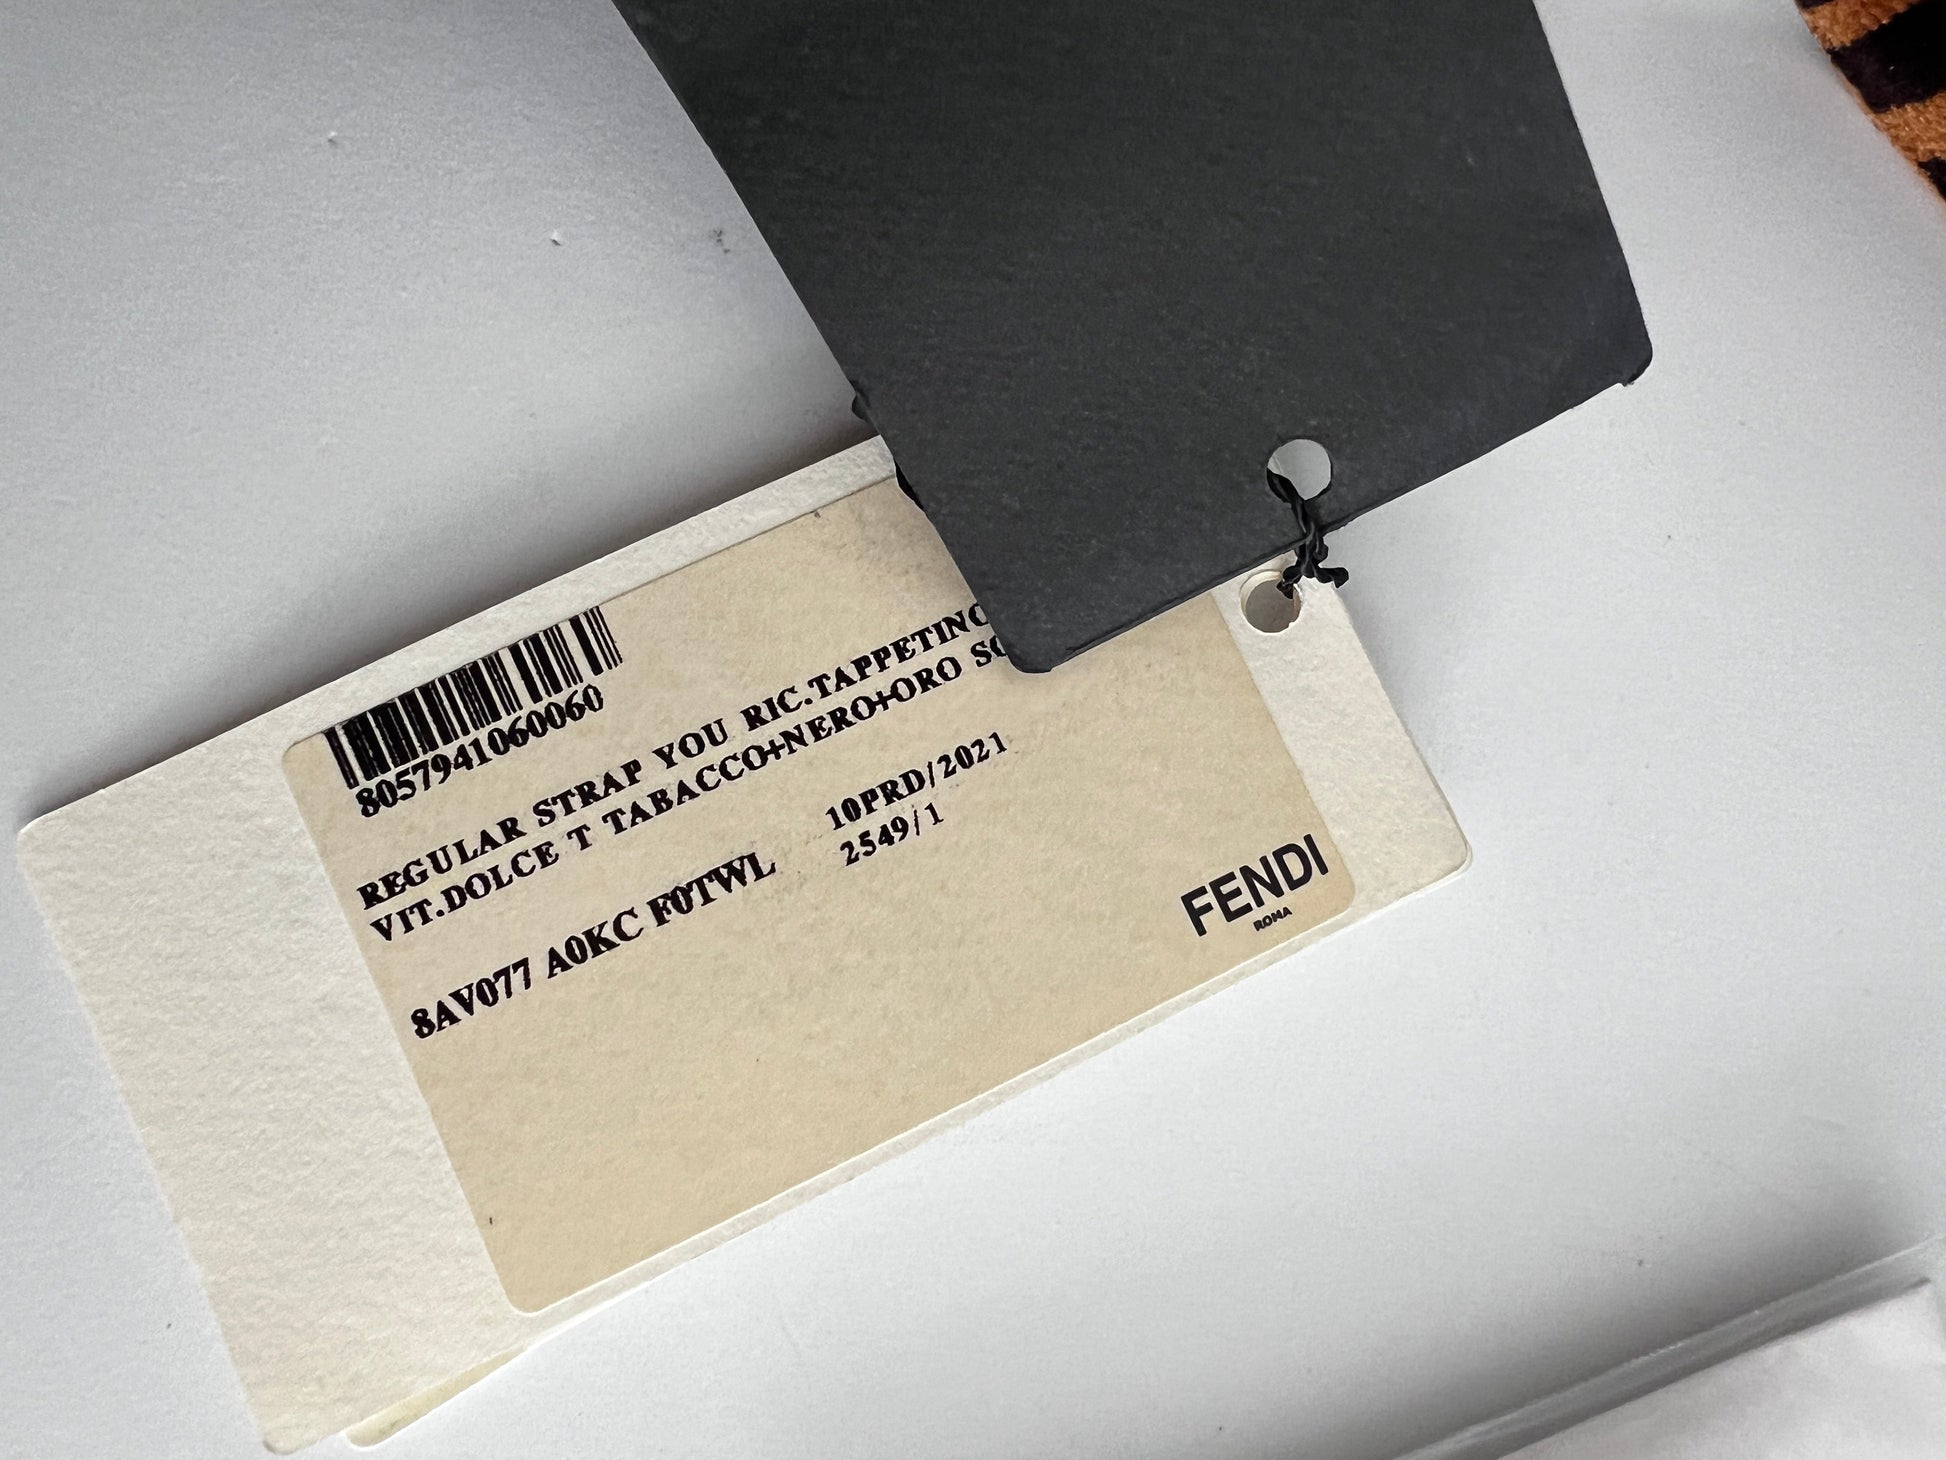 8057941060060
REGULAR STRAP YOU RIC.TAPPETINO
VIT.DOLCE T TABACCO+NERO+ORO
10PRD/2021
2549/1
8AV077 A0KC F0TWL
FENDI
ROMA